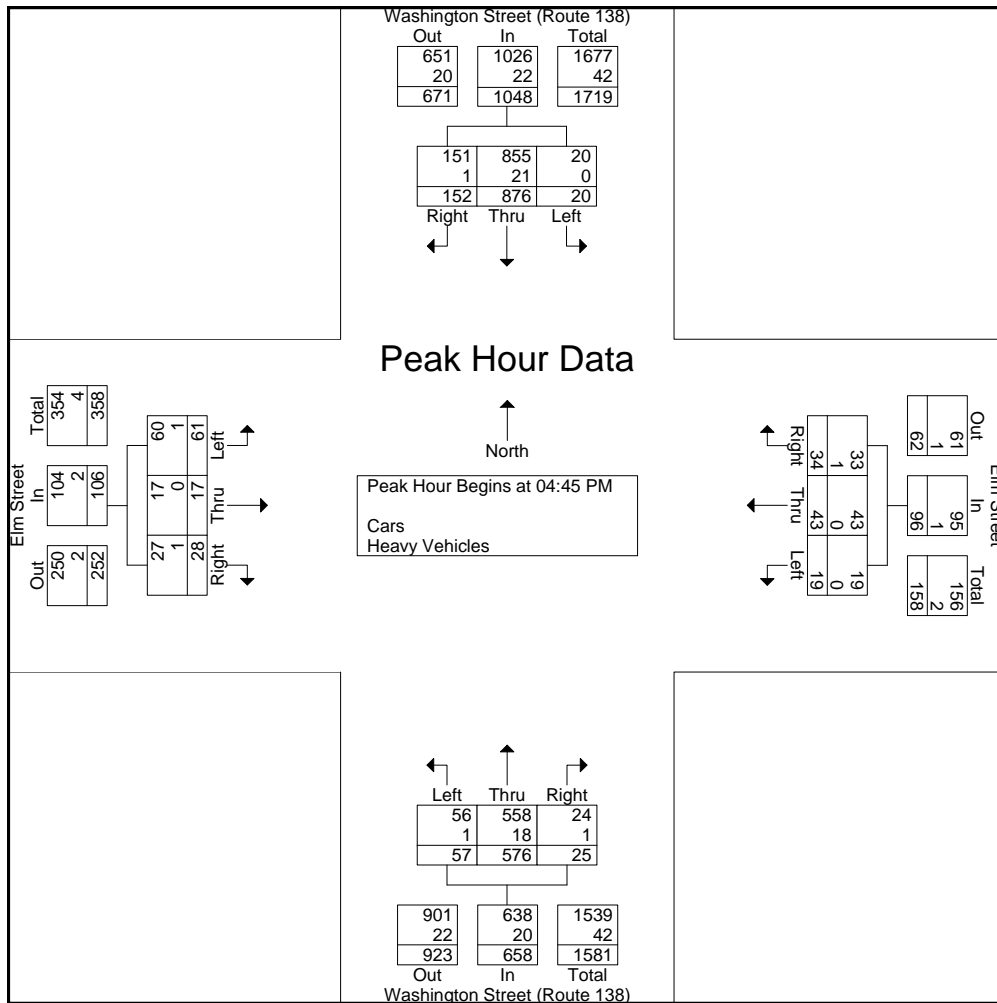 Washington Street (Route 138)
Out In Total
651 1026 1677
20 22 42
671 1048 1719
151 855 20
1 21 0
152 876 20
Right Thru Left
Peak Hour Data
North
Peak Hour Begins at 04:45 PM
Cars
Heavy Vehicles
Elm Street
Total In Out
354 104 250
4 2 2
358 106 252
60 17 27
1 0 1
61 17 28
Left Thru Right
Elm Street
Out In Total
61 95 156
1 1 2
62 96 158
33 43 19
1 0 0
34 43 19
Right Thru Left
Left Thru Right
56 558 24
1 18 1
57 576 25
901 638 1539
22 20 42
923 658 1581
Out In Total
Washington Street (Route 138)